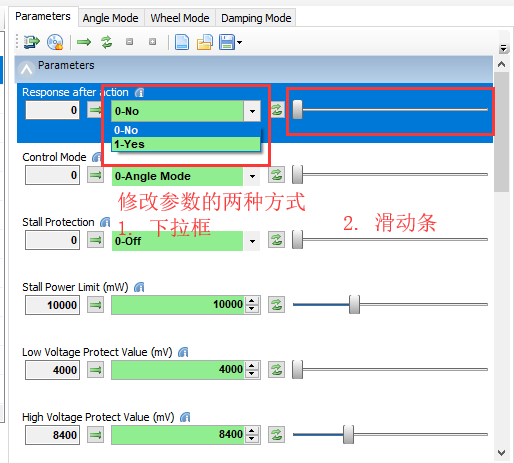 Parameters Angle Mode Wheel Mode Damping Mode
Parameters
Response after action
0 0-No
0-No
1-Yes
Control Mode
0 0-Angle Mode
修改参数的两种方式
1. 下拉框 2. 滑动条
Stall Protection
0 0-Off
Stall Power Limit (mW)
10000 10000
Low Voltage Protect Value (mV)
4000 4000
High Voltage Protect Value (mV)
8400 8400